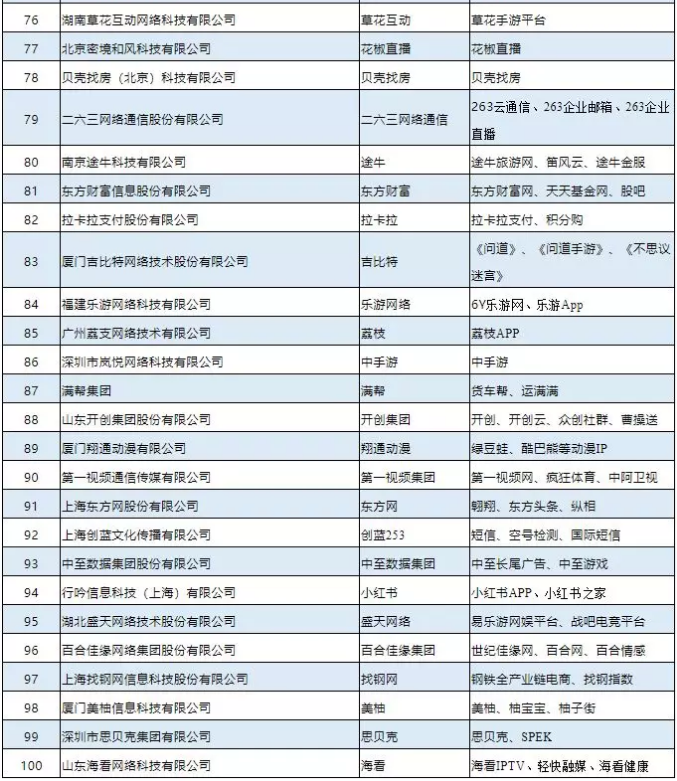 76 湖南草花互动网络科技有限公司 草花互动 草花手游平台
77 北京密境和风科技有限公司 花椒直播 花椒直播
78 贝壳找房（北京）科技有限公司 贝壳找房 贝壳找房
79 二六三网络通信股份有限公司 二六三网络通信 263云通信、263企业邮箱、263企业
直播
80 南京途牛科技有限公司 途牛 途牛旅游网、笛风云、途牛金服
81 东方财富信息股份有限公司 东方财富 东方财富网、天天基金网、股吧
82 拉卡拉支付股份有限公司 拉卡拉 拉卡拉支付、积分购
83 厦门吉比特网络技术股份有限公司 吉比特 《问道》、《问道手游》、《不思议
迷宫》
84 福建乐游网络科技有限公司 乐游网络 6Y乐游网、乐游App
85 广州荔支网络技术有限公司 荔枝 荔枝APP
86 深圳市岚悦网络科技有限公司 中手游 中手游
87 满帮集团 满帮 货车帮、运满满
88 山东开创集团股份有限公司 开创集团 开创、开创云、众创社群、曹操送
89 厦门翔通动漫有限公司 翔通动漫 绿豆蛙、酷巴熊等动漫IP
90 第一视频通信传媒有限公司 第一视频集团 第一视频网、疯狂体育、中阿卫视
91 上海东方网股份有限公司 东方网 翱翔、东方头条、纵相
92 上海创蓝文化传播有限公司 创蓝253 短信、空号检测、国际短信
93 中至数据集团股份有限公司 中至数据集团 中至长尾广告、中至游戏
94 行吟信息科技（上海）有限公司 小红书 小红书APP、小红书之家
95 湖北盛天网络技术股份有限公司 盛天网络 易乐游网娱平台、战吧电竞平台
96 百合佳缘网络集团股份有限公司 百合佳缘集团 世纪佳缘网、百合网、百合情感
97 上海找钢网信息科技股份有限公司 找钢网 钢铁全产业链电商、找钢指数
98 厦门美柚信息科技有限公司 美柚 美柚、柚宝宝、柚子街
99 深圳市思贝克集团有限公司 思贝克 思贝克、SPEK
100 山东海看网络科技有限公司 海看 海看IPTV、轻快融媒、海看健康